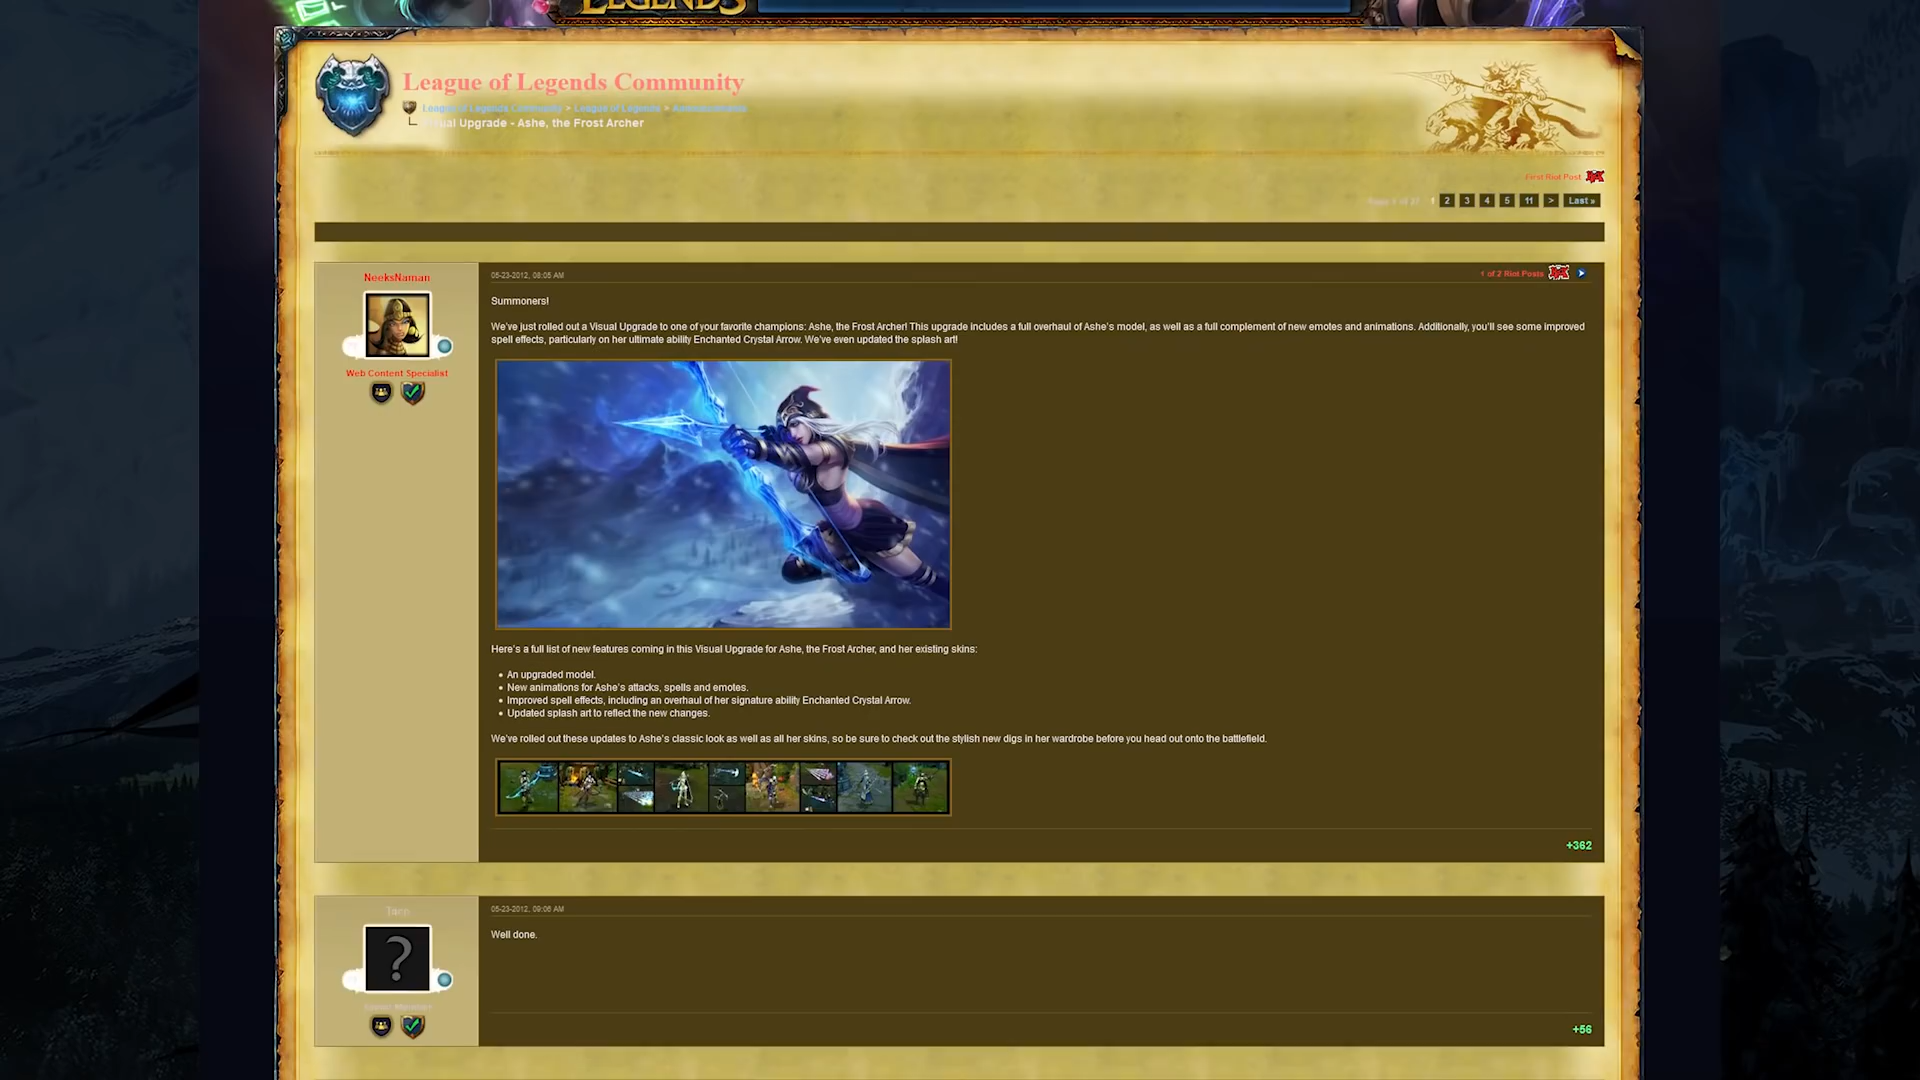 LEGENDS
League of Legends Community
League of Legends Community > League of Legends > Announcements
Visual Upgrade - Ashe, the Frost Archer
First Riot Post
Page 1 of 27 1 2 3 4 5 11 > Last »
NeeksNaman
05-23-2012, 08:05 AM
1 of 2 Riot Posts
Summoners!
We've just rolled out a Visual Upgrade to one of your favorite champions: Ashe, the Frost Archer! This upgrade includes a full overhaul of Ashe's model, as well as a full complement of new emotes and animations. Additionally, you'll see some improved
spell effects, particularly on her ultimate ability Enchanted Crystal Arrow. We've even updated the splash art!
Web Content Specialist
Here's a full list of new features coming in this Visual Upgrade for Ashe, the Frost Archer, and her existing skins:
• An upgraded model.
• New animations for Ashe's attacks, spells and emotes.
• Improved spell effects, including an overhaul of her signature ability Enchanted Crystal Arrow.
• Updated splash art to reflect the new changes.
We've rolled out these updates to Ashe's classic look as well as all her skins, so be sure to check out the stylish new digs in her wardrobe before you head out onto the battlefield.
+362
05-23-2012, 09:06 AM
Well done.
+56